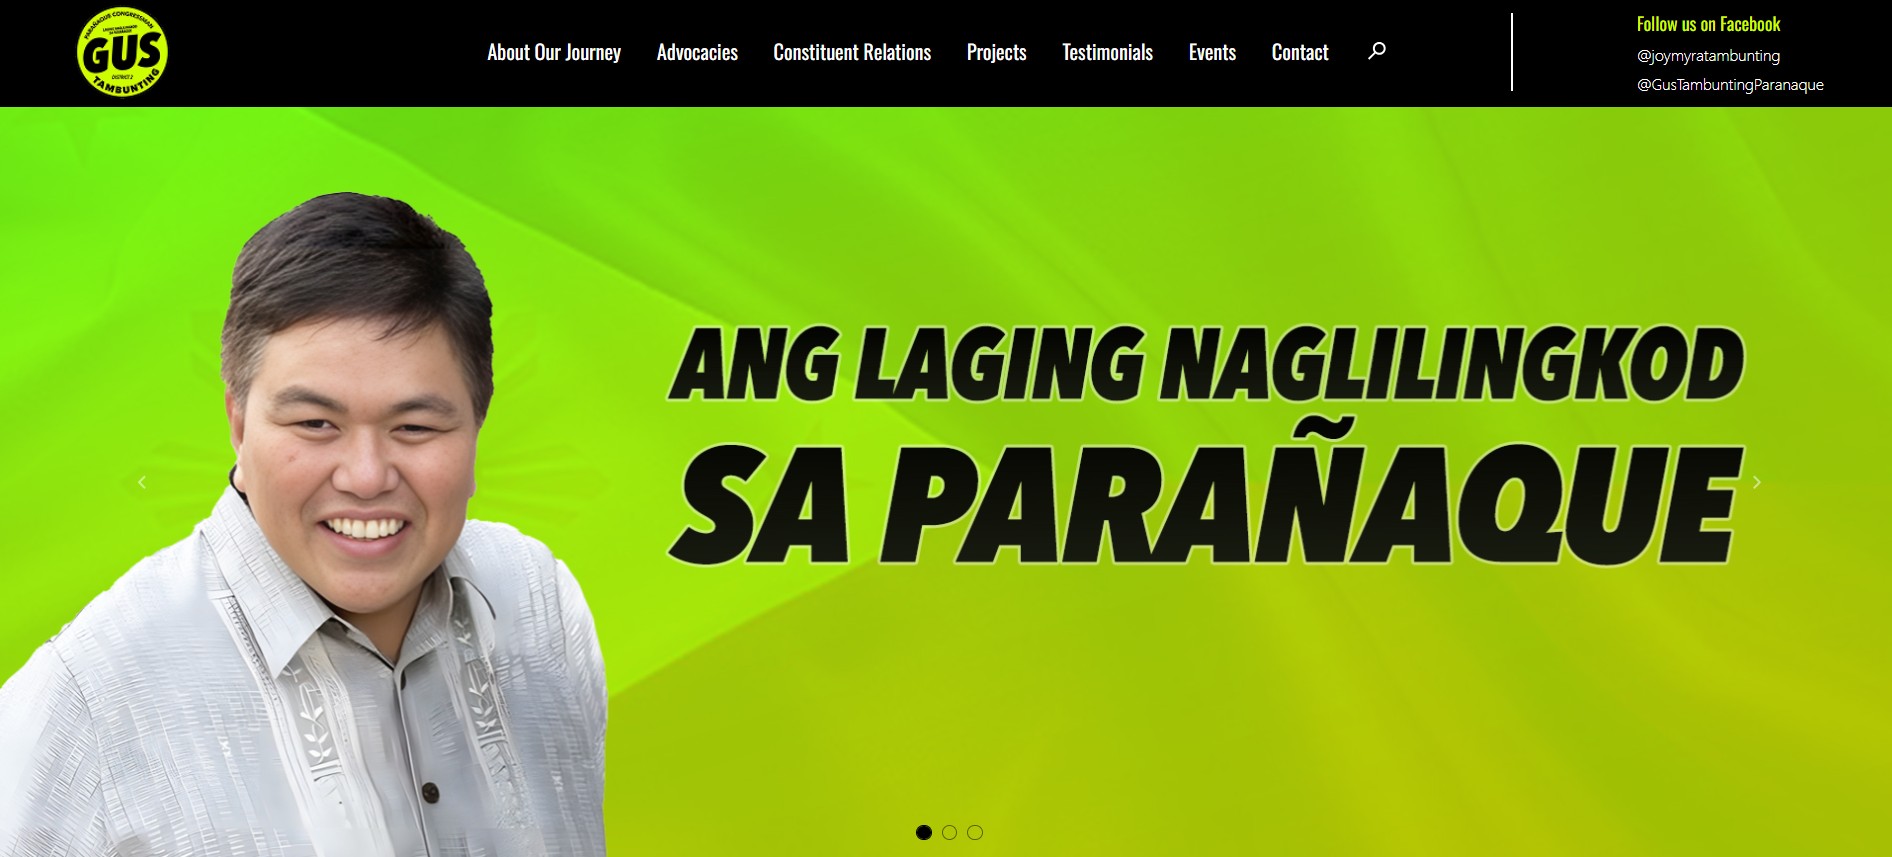 PARAÑAQUE CONGRESSMAN
GUS
DISTRICT 2
TAMBUNTING
About Our Journey
Advocacies
Constituent Relations
Projects
Testimonials
Events
Contact
Follow us on Facebook
@joymyratambunting
@GusTambuntingParanaque
ANG LAGING NAGLILINGKOD
SA PARAÑAQUE